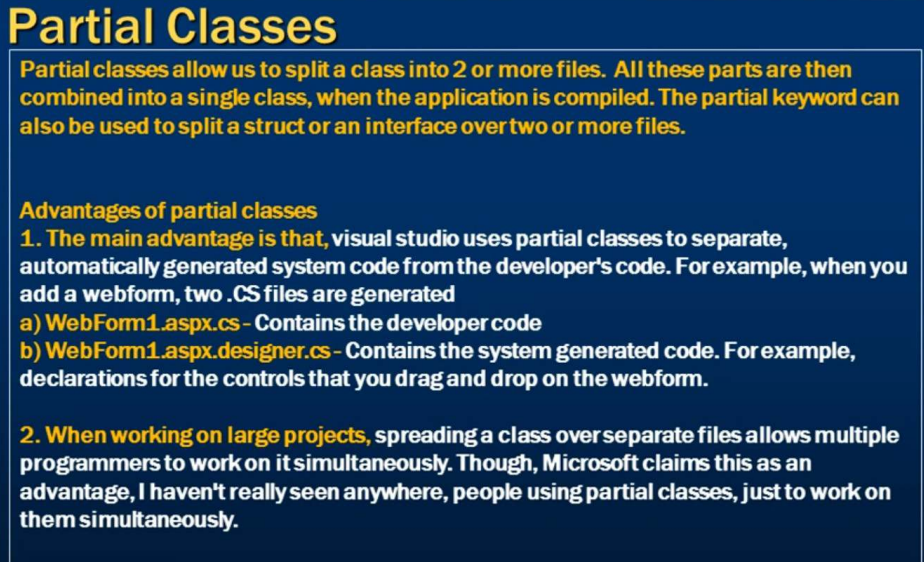 Partial Classes
Partial classes allow us to split a class into 2 or more files. All these parts are then
combined into a single class, when the application is compiled. The partial keyword can
also be used to split a struct or an interface over two or more files.
Advantages of partial classes
1. The main advantage is that, visual studio uses partial classes to separate,
automatically generated system code from the developer's code. For example, when you
add a webform, two .CS files are generated
a) WebForm1.aspx.cs - Contains the developer code
b) WebForm1.aspx.designer.cs - Contains the system generated code. For example,
declarations for the controls that you drag and drop on the webform.
2. When working on large projects, spreading a class over separate files allows multiple
programmers to work on it simultaneously. Though, Microsoft claims this as an
advantage, I haven't really seen anywhere, people using partial classes, just to work on
them simultaneously.